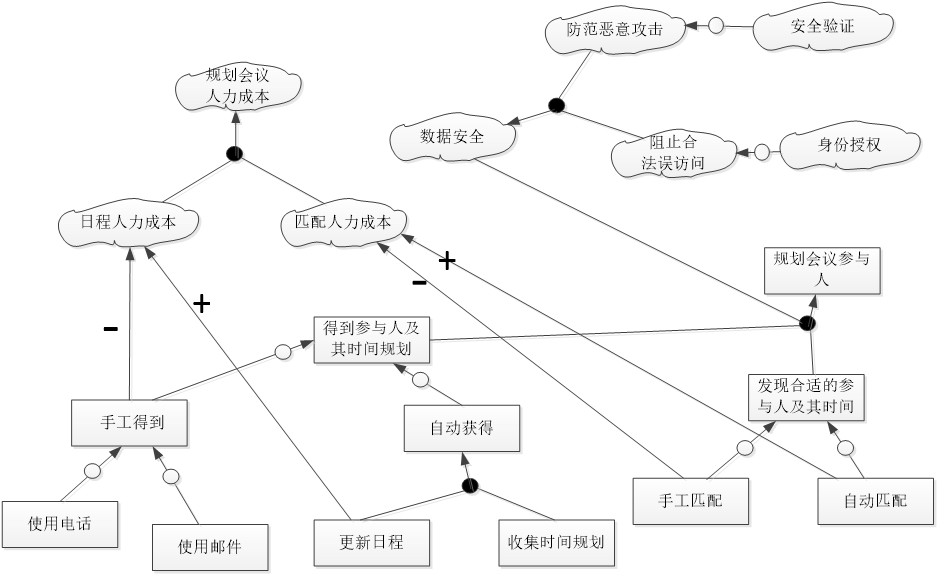 防范恶意攻击
安全验证
规划会议
人力成本
数据安全
阻止合
法误访问
身份授权
日程人力成本
匹配人力成本
+
-
规划会议参与
人
+
-
得到参与人及
其时间规划
发现合适的参
与人及其时间
手工得到
自动获得
手工匹配
自动匹配
使用电话
使用邮件
更新日程
收集时间规划